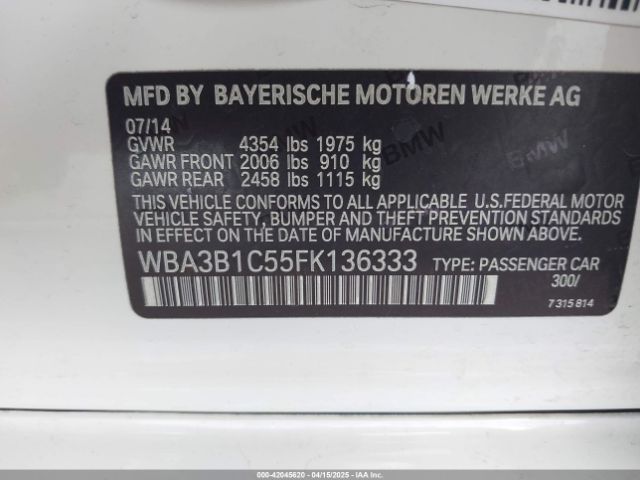 MFD BY BAYERISCHE MOTOREN WERKE AG
07/14
GVWR 4354 lbs 1975 kg
GAWR FRONT 2006 lbs 910 kg
GAWR REAR 2458 lbs 1115 kg
THIS VEHICLE CONFORMS TO ALL APPLICABLE U.S.FEDERAL MOTOR
VEHICLE SAFETY, BUMPER AND THEFT PREVENTION STANDARDS
IN EFFECT ON THE DATE OF MANUFACTURE SHOWN ABOVE.
WBA3B1C55FK136333 TYPE: PASSENGER CAR
300/
7 315 814
BMW
000-42045620 - 04/15/2025 - IAAI.COM